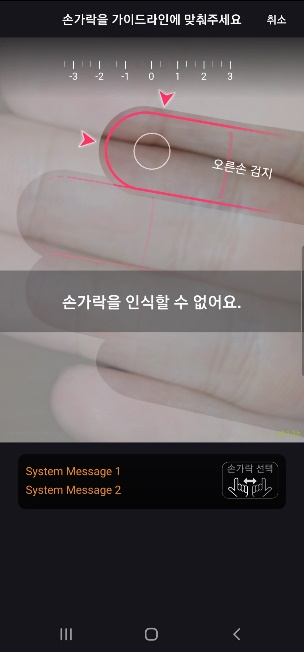 손가락을 가이드라인에 맞춰주세요 취소
-3 -2 -1 0 1 2 3
오른손 검지
손가락을 인식할 수 없어요.
System Message 1
System Message 2
손가락 선택